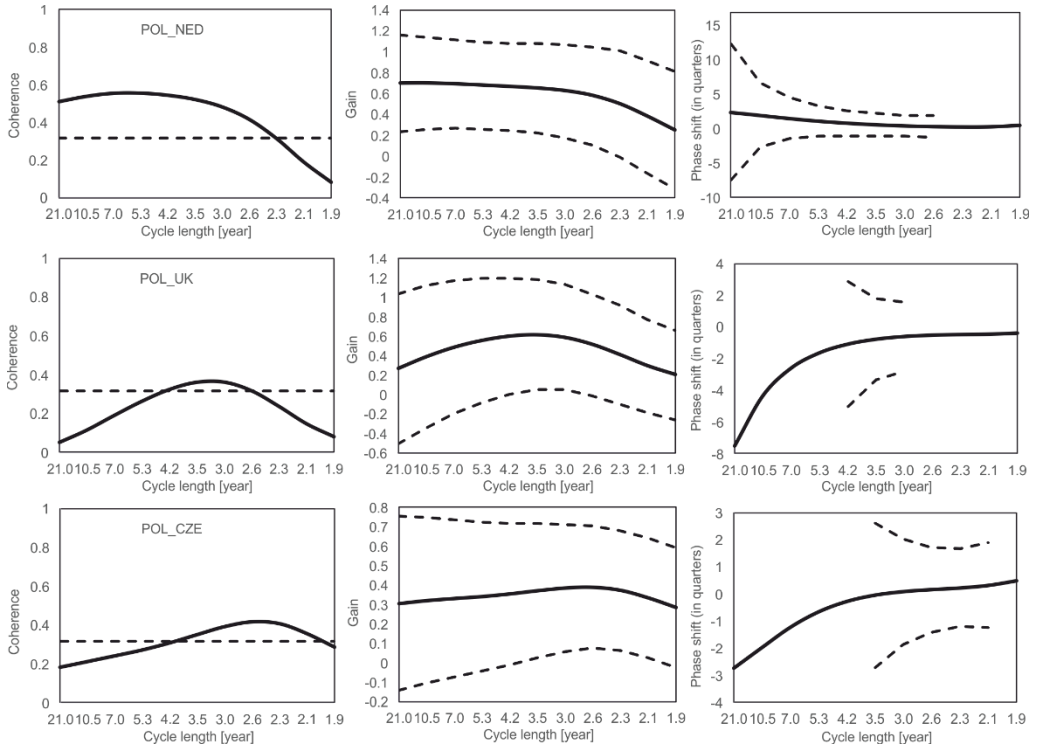 POL_NED
Coherence
1
0.8
0.6
0.4
0.2
0
21.0 10.5 7.0 5.3 4.2 3.5 3.0 2.6 2.3 2.1 1.9
Cycle length [year]
Gain
1.4
1.2
1
0.8
0.6
0.4
0.2
0
-0.2
-0.4
21.0 10.5 7.0 5.3 4.2 3.5 3.0 2.6 2.3 2.1 1.9
Cycle length [year]
Phase shift (in quarters)
15
10
5
0
-5
-10
21.0 10.5 7.0 5.3 4.2 3.5 3.0 2.6 2.3 2.1 1.9
Cycle length [year]
POL_UK
Coherence
1
0.8
0.6
0.4
0.2
0
21.0 10.5 7.0 5.3 4.2 3.5 3.0 2.6 2.3 2.1 1.9
Cycle length [year]
Gain
1.4
1.2
1
0.8
0.6
0.4
0.2
0
-0.2
-0.4
-0.6
21.0 10.5 7.0 5.3 4.2 3.5 3.0 2.6 2.3 2.1 1.9
Cycle length [year]
Phase shift (in quarters)
4
2
0
-2
-4
-6
-8
21.0 10.5 7.0 5.3 4.2 3.5 3.0 2.6 2.3 2.1 1.9
Cycle length [year]
POL_CZE
Coherence
1
0.8
0.6
0.4
0.2
0
21.0 10.5 7.0 5.3 4.2 3.5 3.0 2.6 2.3 2.1 1.9
Cycle length [year]
Gain
0.8
0.7
0.6
0.5
0.4
0.3
0.2
0.1
0
-0.1
-0.2
21.0 10.5 7.0 5.3 4.2 3.5 3.0 2.6 2.3 2.1 1.9
Cycle length [year]
Phase shift (in quarters)
3
2
1
0
-1
-2
-3
-4
21.0 10.5 7.0 5.3 4.2 3.5 3.0 2.6 2.3 2.1 1.9
Cycle length [year]